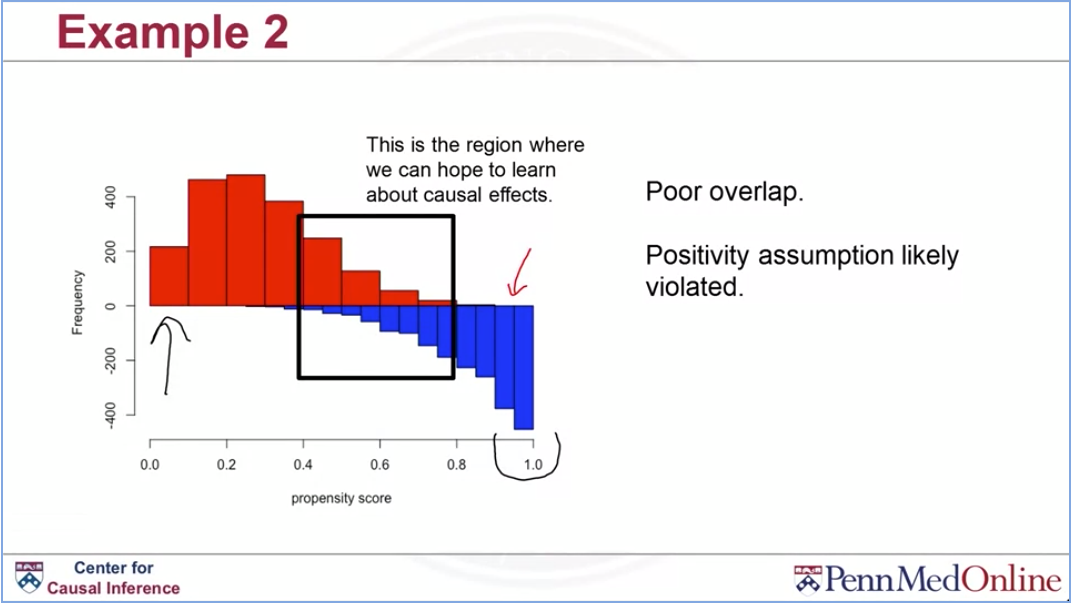 Example 2
This is the region where
we can hope to learn
about causal effects.
Poor overlap.
Positivity assumption likely
violated.
Frequency
400
200
0
-200
-400
0.0 0.2 0.4 0.6 0.8 1.0
propensity score
Center for
Causal Inference
PennMedOnline